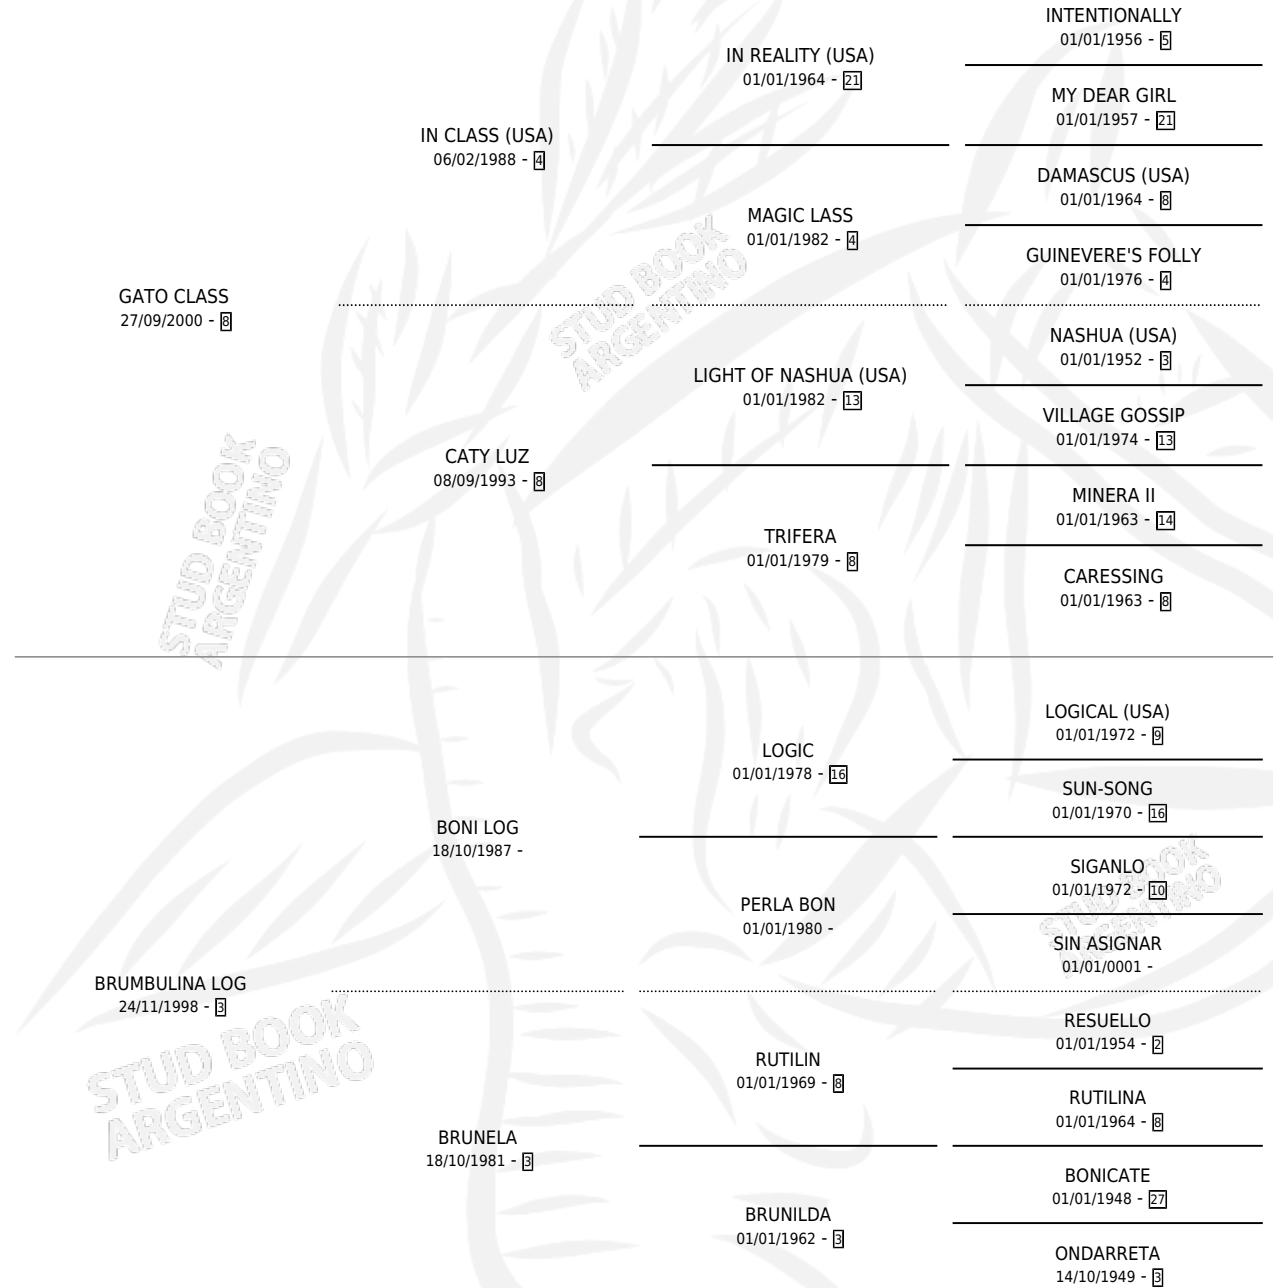 INTENTIONALLY
01/01/1956 - 5
IN REALITY (USA)
01/01/1964 - 21
MY DEAR GIRL
01/01/1957 - 21
IN CLASS (USA)
06/02/1988 - 4
DAMASCUS (USA)
01/01/1964 - 8
MAGIC LASS
01/01/1982 - 4
GUINEVERE'S FOLLY
01/01/1976 - 4
GATO CLASS
27/09/2000 - 8
NASHUA (USA)
01/01/1952 - 3
LIGHT OF NASHUA (USA)
01/01/1982 - 13
VILLAGE GOSSIP
01/01/1974 - 13
CATY LUZ
08/09/1993 - 8
MINERA II
01/01/1963 - 14
TRIFERA
01/01/1979 - 8
CARESSING
01/01/1963 - 8
STUD BOOK
ARGENTINO
STUD BOOK
ARGENTINO
LOGICAL (USA)
01/01/1972 - 9
LOGIC
01/01/1978 - 16
SUN-SONG
01/01/1970 - 16
BONI LOG
18/10/1987 -
SIGANLO
01/01/1972 - 10
PERLA BON
01/01/1980 -
SIN ASIGNAR
01/01/0001 -
STUD BOOK
ARGENTINO
BRUMBULINA LOG
24/11/1998 - 3
RESUELLO
01/01/1954 - 2
RUTILIN
01/01/1969 - 8
RUTILINA
01/01/1964 - 8
BRUNELA
18/10/1981 - 3
BONICATE
01/01/1948 - 27
BRUNILDA
01/01/1962 - 3
ONDARRETA
14/10/1949 - 3
STUD BOOK
ARGENTINO